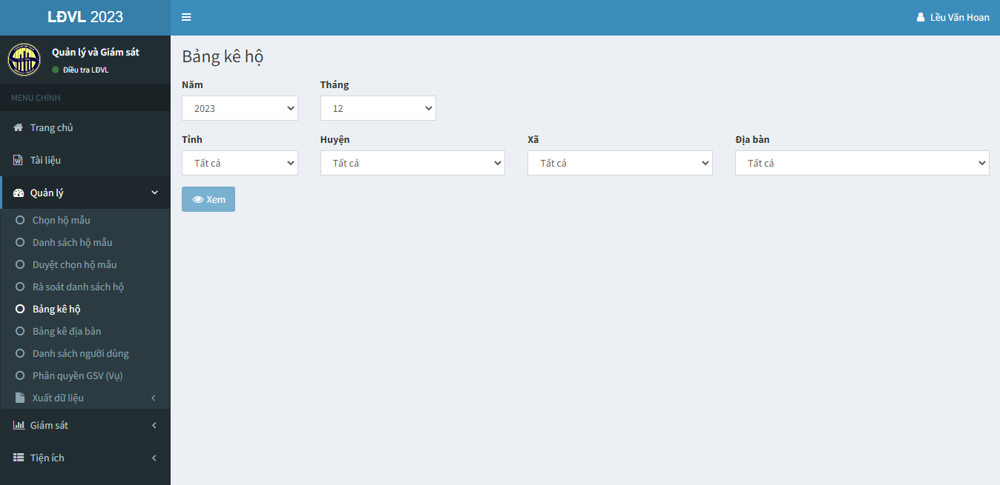 LĐVL 2023
Lều Văn Hoan
Quản lý và Giám sát
Điều tra LĐVL
MENU CHÍNH
Trang chủ
Tài liệu
Quản lý
Chọn hộ mẫu
Danh sách hộ mẫu
Duyệt chọn hộ mẫu
Rà soát danh sách hộ
Bảng kê hộ
Bảng kê địa bàn
Danh sách người dùng
Phân quyền GSV (Vụ)
Xuất dữ liệu
Giám sát
Tiện ích
Bảng kê hộ
Năm Tháng
2023 12
Tỉnh Huyện Xã Địa bàn
Tất cả Tất cả Tất cả Tất cả
Xem